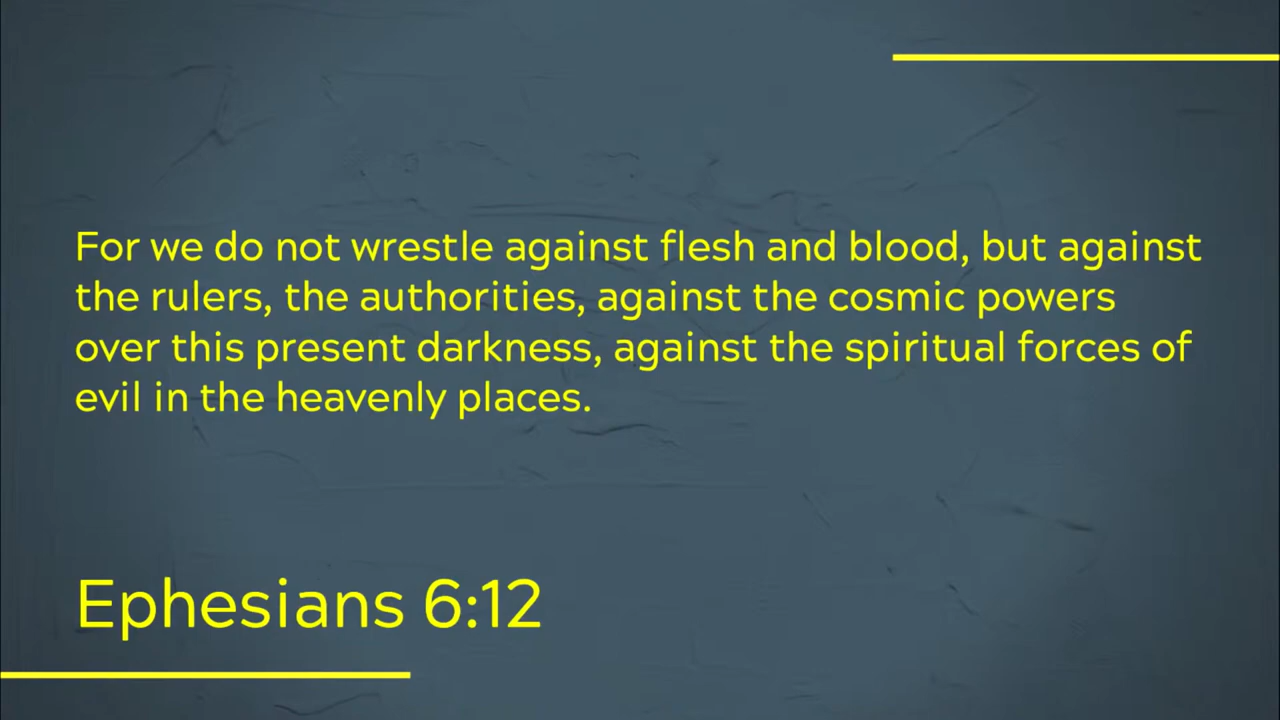 For we do not wrestle against flesh and blood, but against
the rulers, the authorities, against the cosmic powers
over this present darkness, against the spiritual forces of
evil in the heavenly places.
Ephesians 6:12